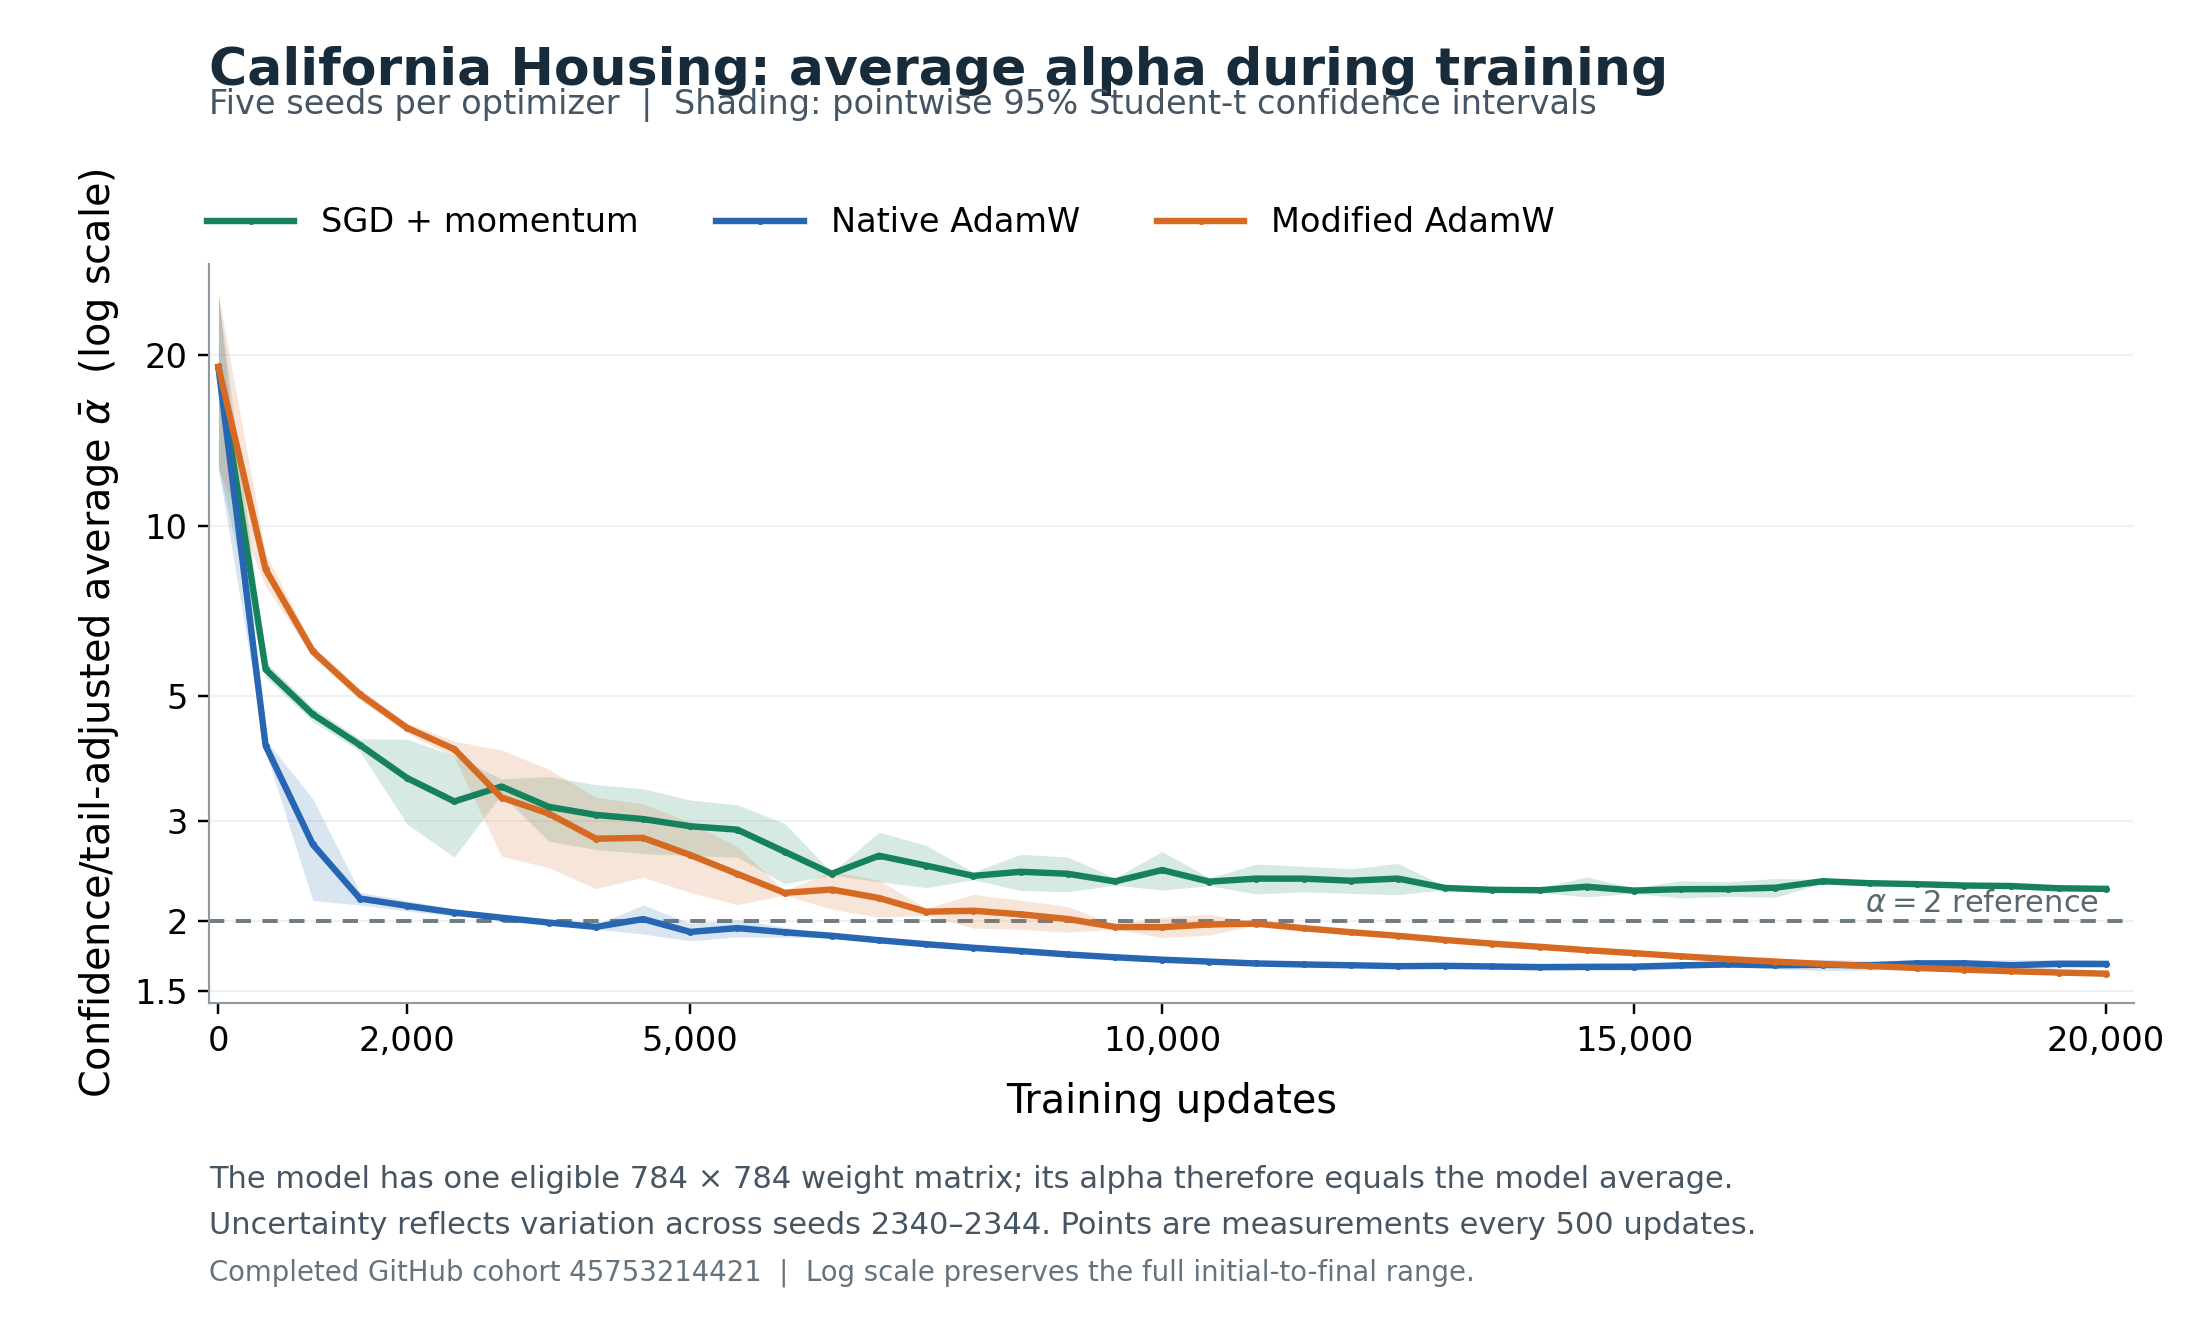 California Housing: average alpha during training
Five seeds per optimizer | Shading: pointwise 95% Student-t confidence intervals
SGD + momentum
Native AdamW
Modified AdamW
Confidence/tail-adjusted average ᾱ (log scale)
20
10
5
3
2
1.5
α = 2 reference
0
2,000
5,000
10,000
15,000
20,000
Training updates
The model has one eligible 784 × 784 weight matrix; its alpha therefore equals the model average.
Uncertainty reflects variation across seeds 2340–2344. Points are measurements every 500 updates.
Completed GitHub cohort 45753214421 | Log scale preserves the full initial-to-final range.